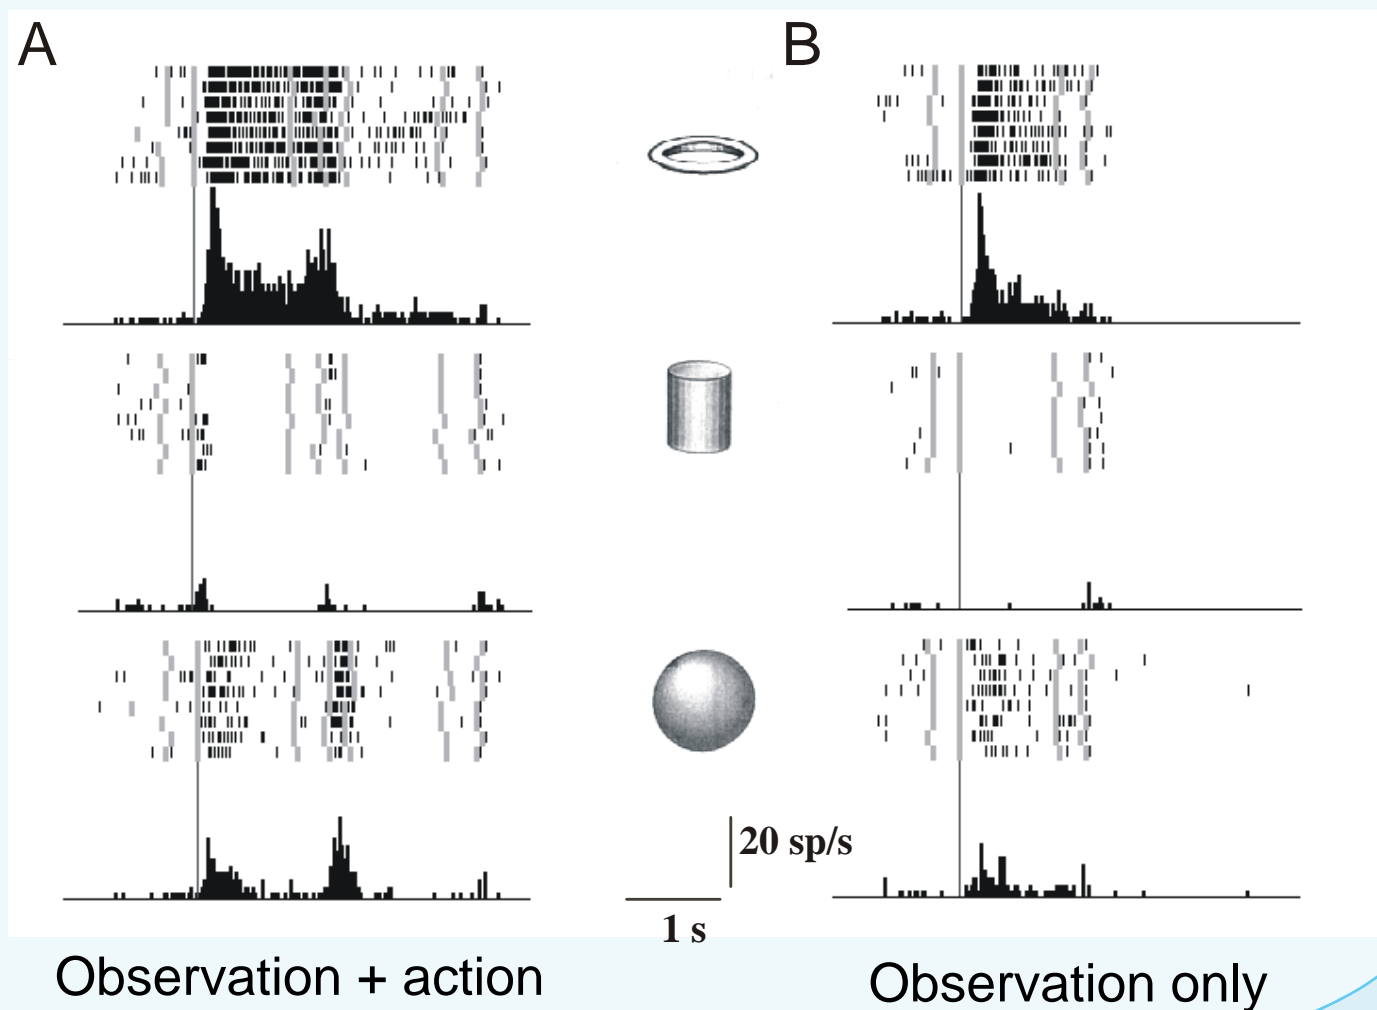 A
B
20 sp/s
1 s
Observation + action
Observation only